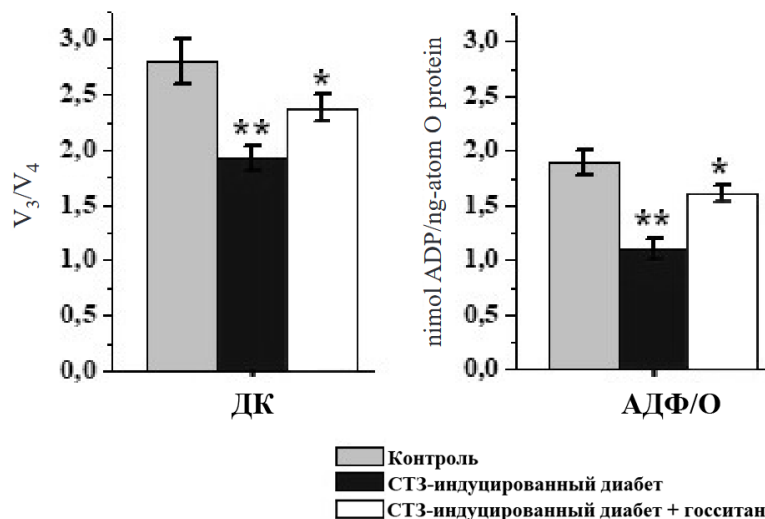 3,0
2,5
2,0
1,5
1,0
0,5
0,0
V3/V4
*
**
ДК
3,0
2,5
2,0
1,5
1,0
0,5
0,0
nimol ADP/ng-atom O protein
*
**
АДФ/О
Контроль
СТЗ-индуцированный диабет
СТЗ-индуцированный диабет + госситан